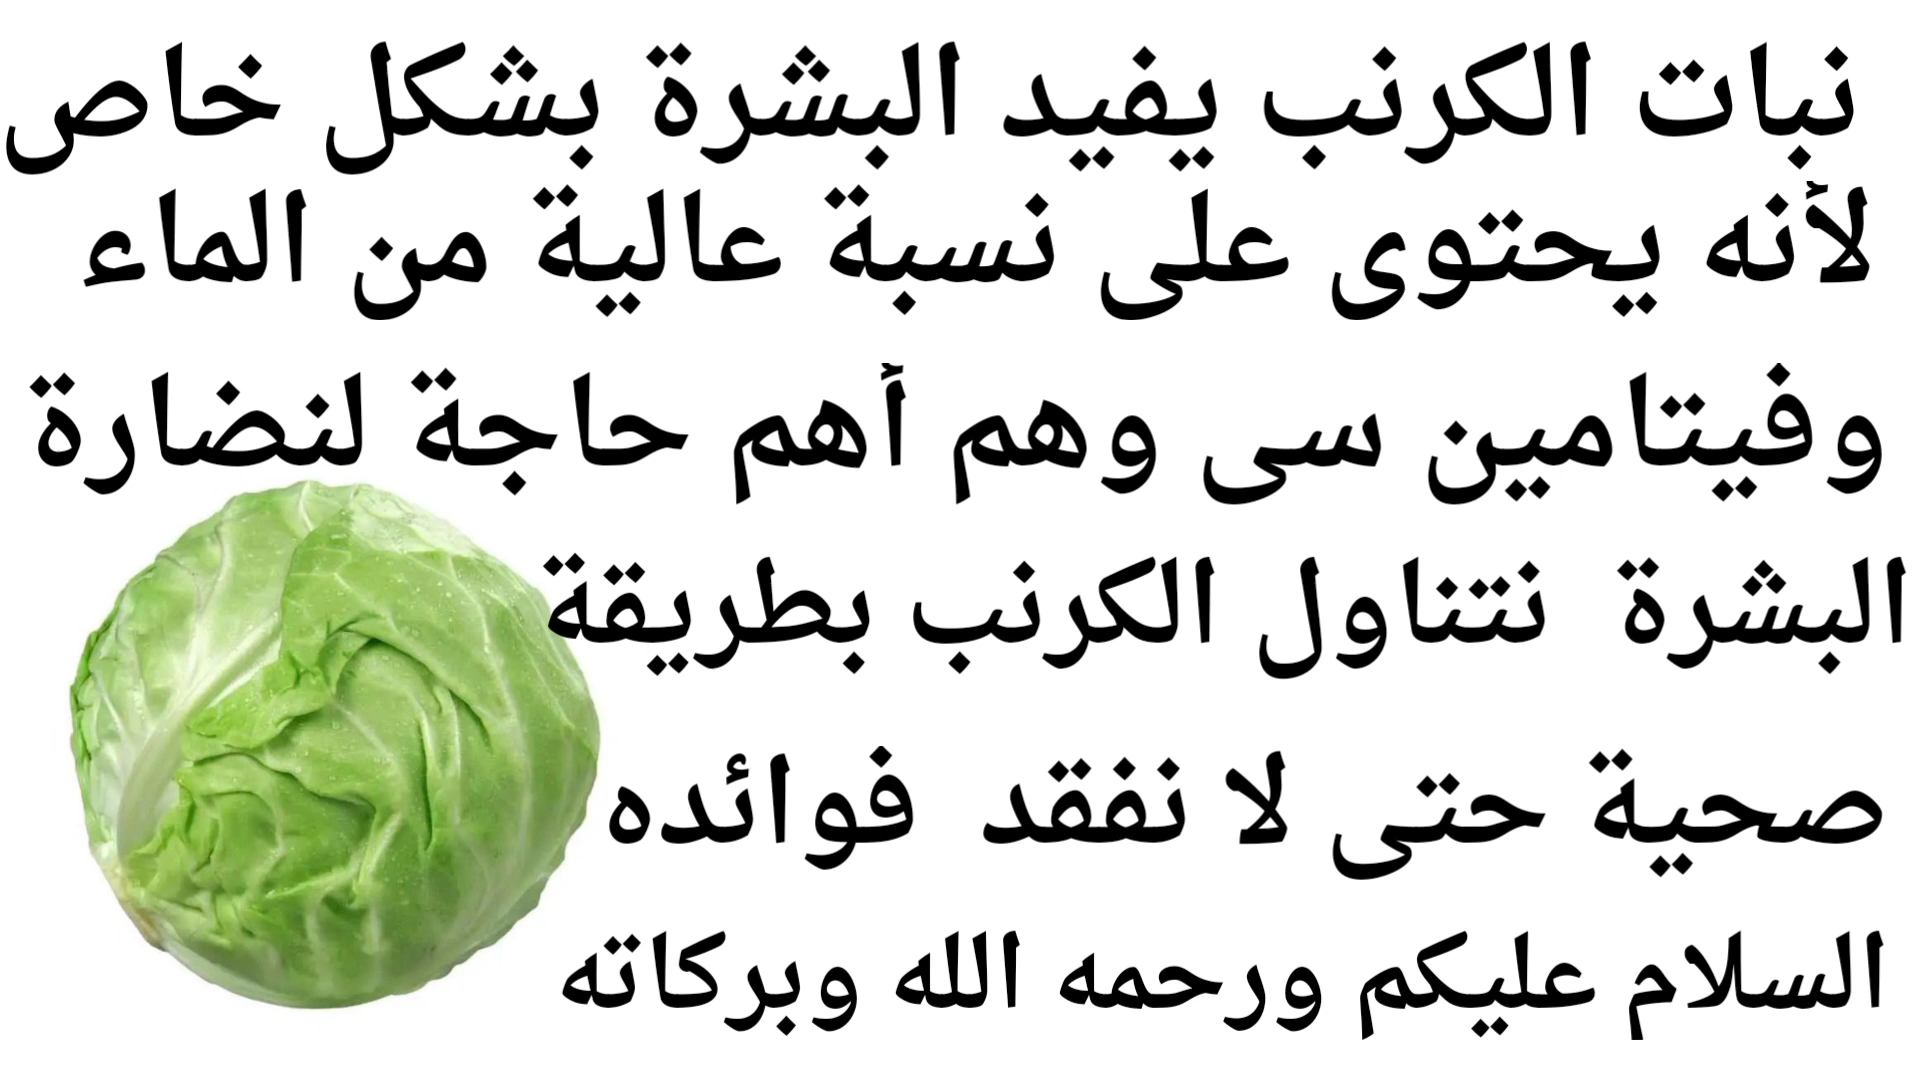 نبات الكرنب يفيد البشرة بشكل خاص
لأنه يحتوى على نسبة عالية من الماء
وفيتامين سى وهم أهم حاجة لنضارة
البشرة نتناول الكرنب بطريقة
صحية حتى لا نفقد فوائده
السلام عليكم ورحمه الله وبركاته